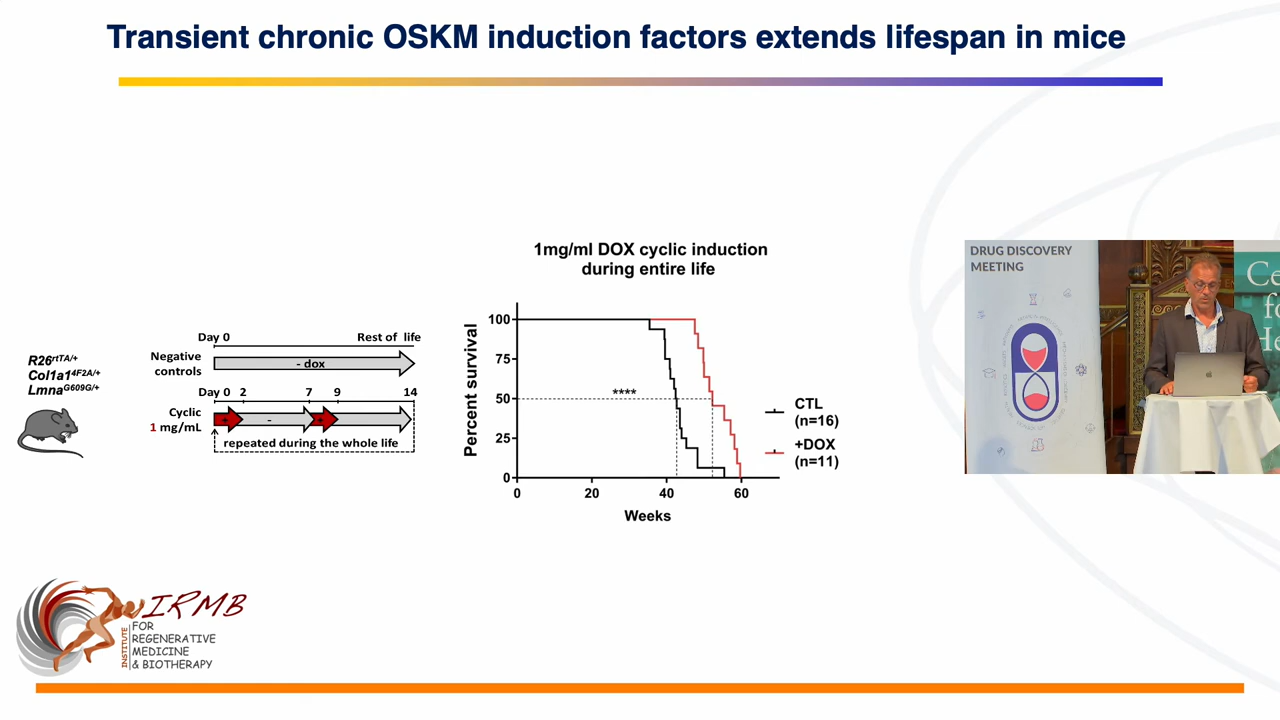 Transient chronic OSKM induction factors extends lifespan in mice
R26rtTA/+
Col1a14F2A/+
LmnaG609G/+
Day 0
Rest of life
Negative
controls
- dox
Day 0 2 7 9 14
Cyclic
1 mg/mL
+ - +
repeated during the whole life
1mg/ml DOX cyclic induction
during entire life
Percent survival
100
75
50
25
0
****
0 20 40 60
Weeks
CTL
(n=16)
+DOX
(n=11)
DRUG DISCOVERY
MEETING
Ce
fo
He
IRMB
INSTITUTE
FOR
REGENERATIVE
MEDICINE
& BIOTHERAPY